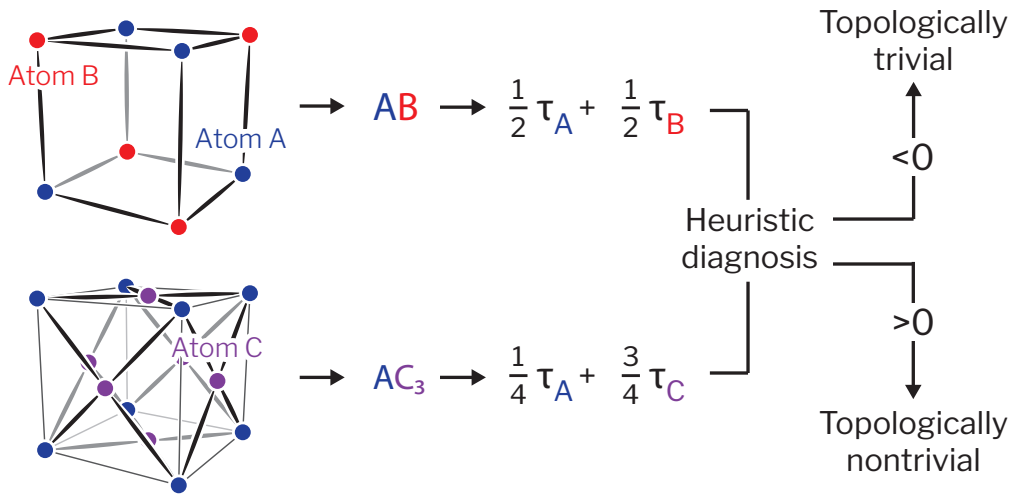 Atom B
Atom A
AB
1/2 τA + 1/2 τB
Topologically
trivial
<0
Heuristic
diagnosis
Atom C
AC₃
1/4 τA + 3/4 τC
>0
Topologically
nontrivial